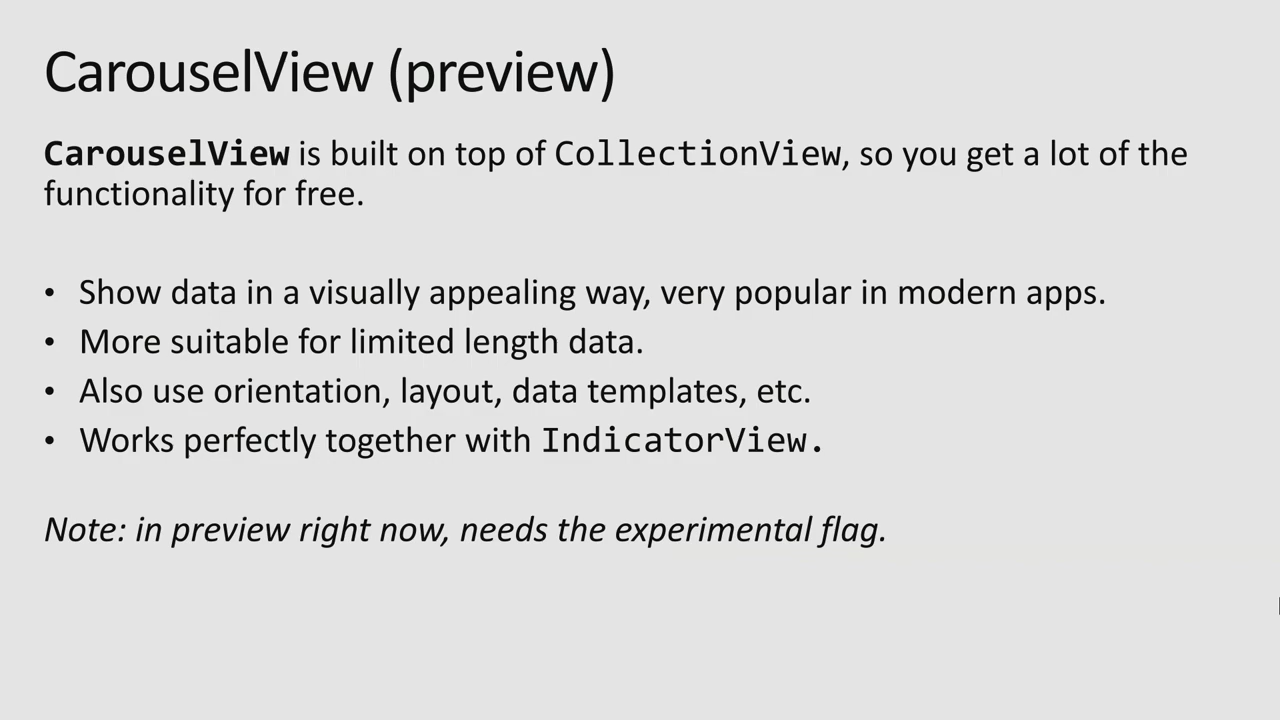 CarouselView (preview)
CarouselView is built on top of CollectionView, so you get a lot of the
functionality for free.
• Show data in a visually appealing way, very popular in modern apps.
• More suitable for limited length data.
• Also use orientation, layout, data templates, etc.
• Works perfectly together with IndicatorView.
Note: in preview right now, needs the experimental flag.